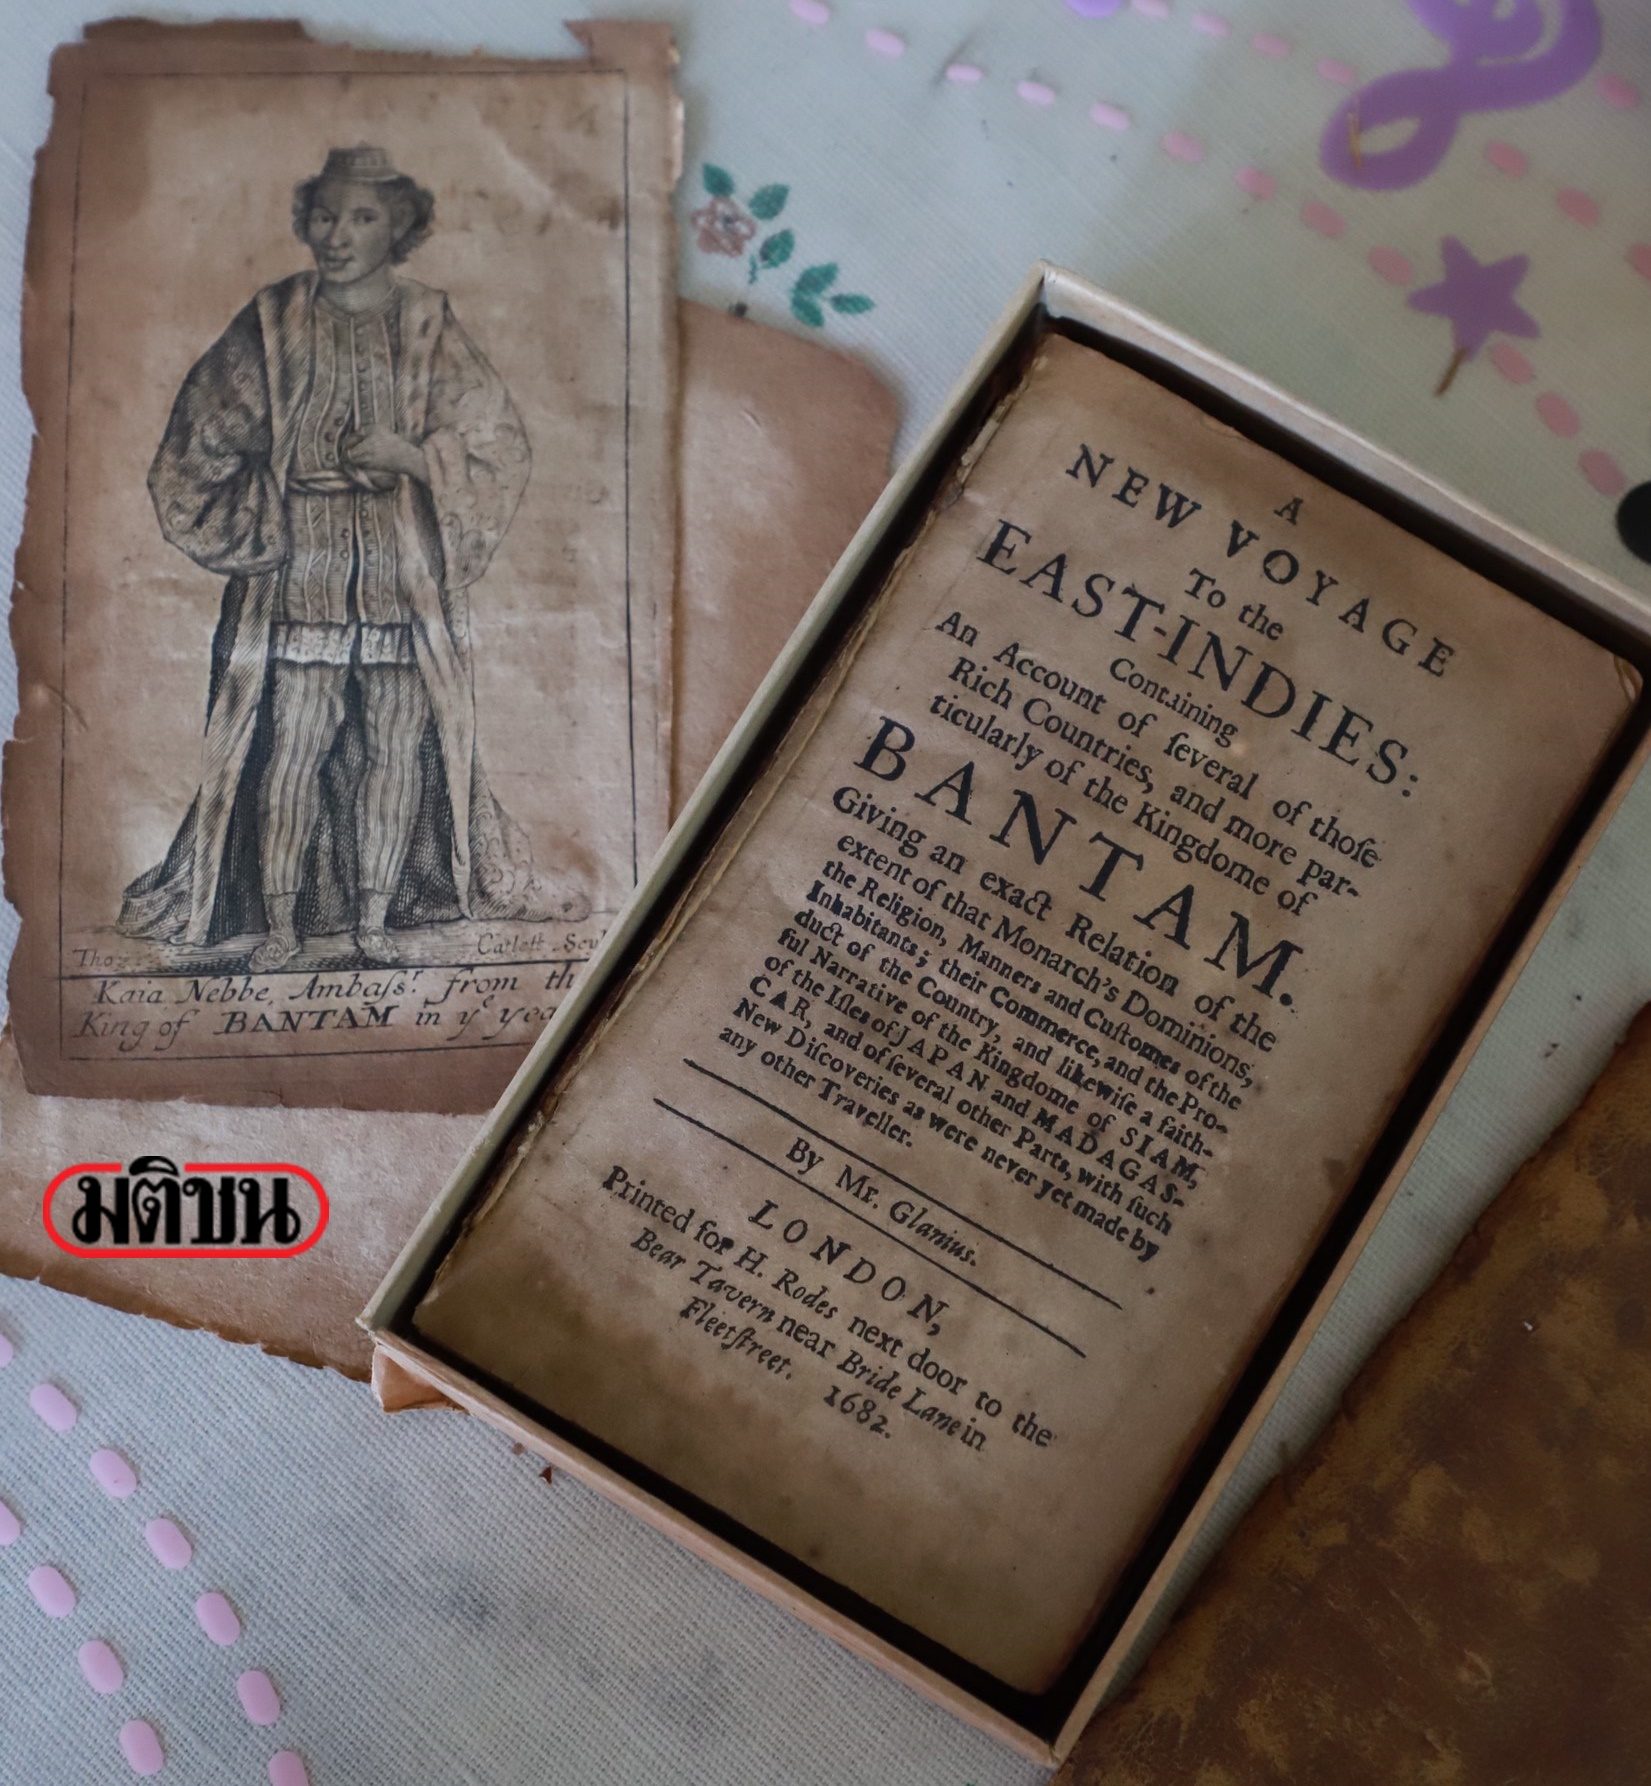 Tho
Catlett Scul
Kaia Nebbe, Ambaſsr. from th
King of BANTAM in ye yea
มติชน
A
NEW VOYAGE
To the
EAST-INDIES:
Containing
An Account of ſeveral of thoſe
Rich Countries, and more par-
ticularly of the Kingdome of
BANTAM.
Giving an exact Relation of the
extent of that Monarch's Dominions,
the Religion, Manners and Cuſtomes of the
Inhabitants; their Commerce, and the Pro-
duct of the Country, and likewiſe a faith-
ful Narrative of the Kingdome of SIAM,
of the Iſles of JAPAN and MADAGAS-
CAR, and of ſeveral other Parts, with ſuch
New Diſcoveries as were never yet made by
any other Traveller.
By Mr. Glanius.
LONDON,
Printed for H. Rodes next door to the
Bear Tavern near Bride Lane in
Fleetſtreet. 1682.